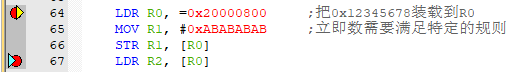 64 LDR R0, =0x20000800 ;把0x12345678装载到R0
65 MOV R1, #0xABABABAB ;立即数需要满足特定的规则
66 STR R1, [R0]
67 LDR R2, [R0]